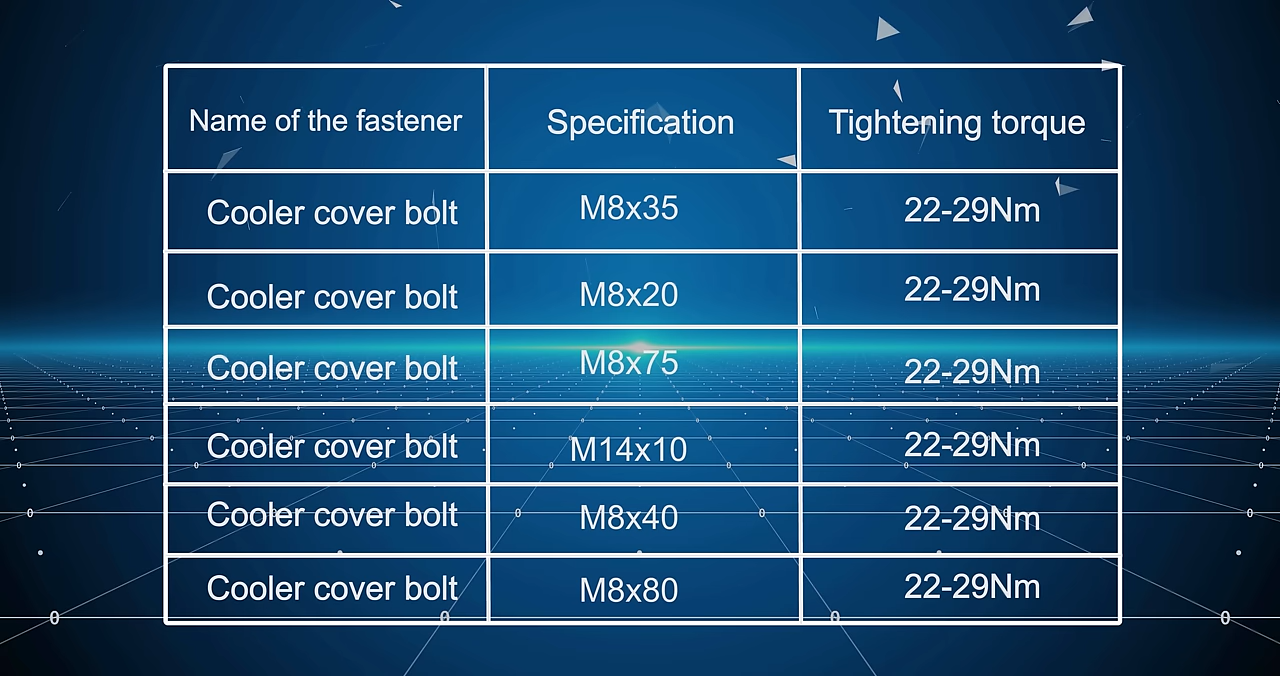 Name of the fastener Specification Tightening torque
Cooler cover bolt M8x35 22-29Nm
Cooler cover bolt M8x20 22-29Nm
Cooler cover bolt M8x75 22-29Nm
Cooler cover bolt M14x10 22-29Nm
Cooler cover bolt M8x40 22-29Nm
Cooler cover bolt M8x80 22-29Nm